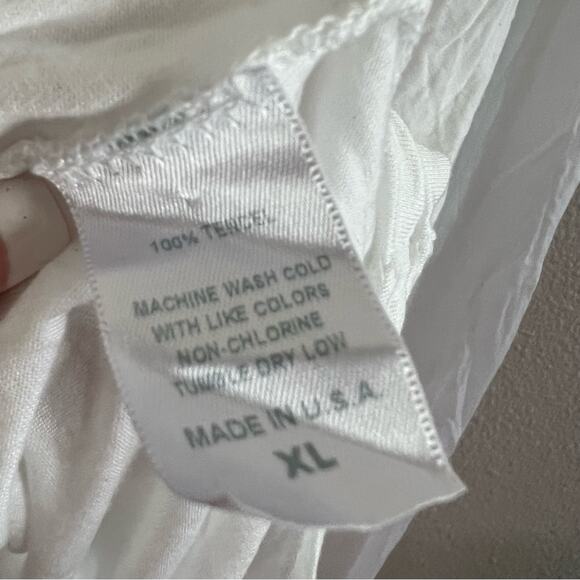 100% TENCEL
MACHINE WASH COLD
WITH LIKE COLORS
NON-CHLORINE
TUMBLE DRY LOW
MADE IN U.S.A.
XL